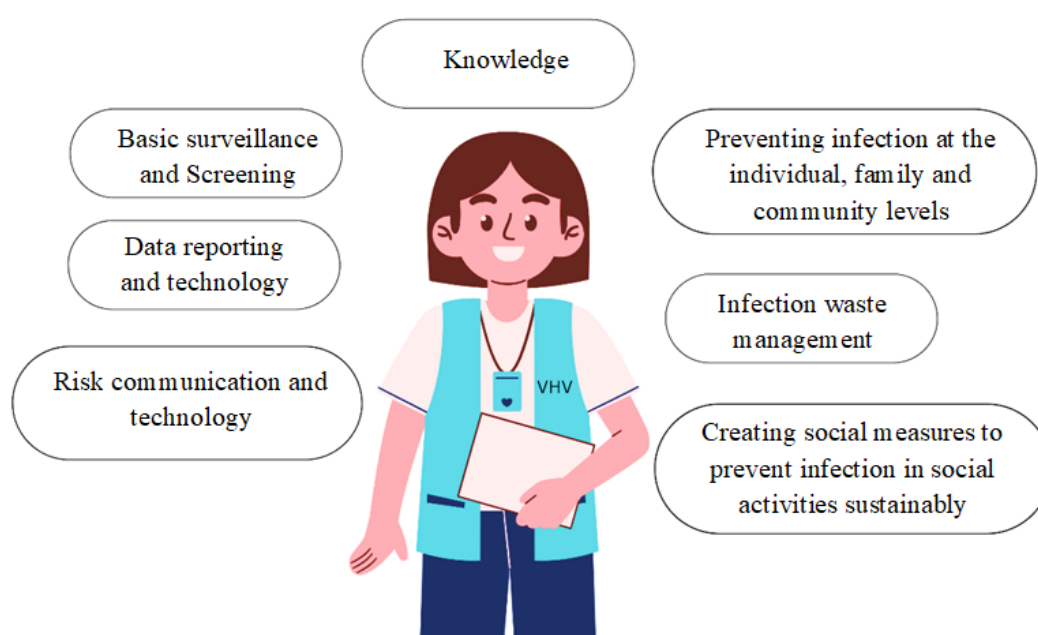 Knowledge
Basic surveillance
and Screening
Data reporting
and technology
Risk communication and
technology
Preventing infection at the
individual, family and
community levels
Infection waste
management
Creating social measures to
prevent infection in social
activities sustainably
VHV